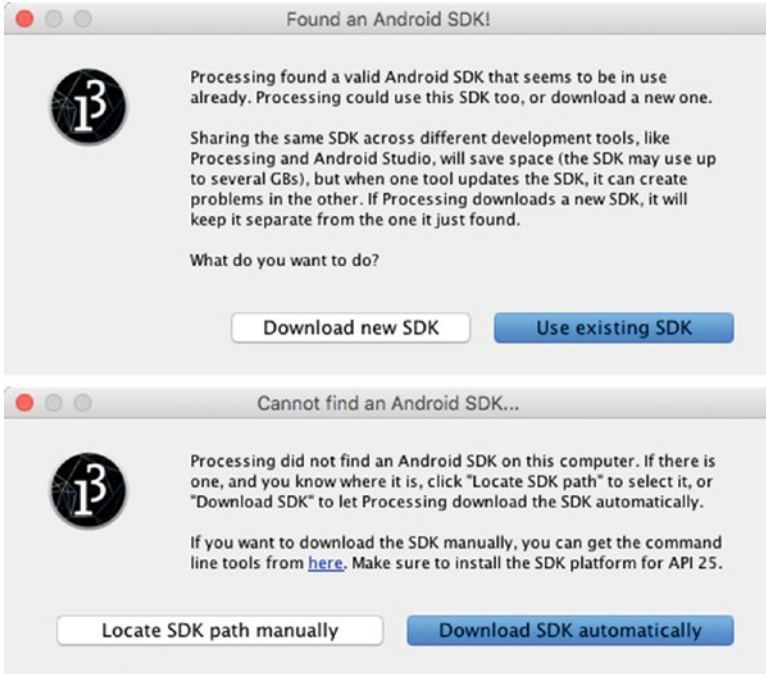 Found an Android SDK!
Processing found a valid Android SDK that seems to be in use
already. Processing could use this SDK too, or download a new one.
Sharing the same SDK across different development tools, like
Processing and Android Studio, will save space (the SDK may use up
to several GBs), but when one tool updates the SDK, it can create
problems in the other. If Processing downloads a new SDK, it will
keep it separate from the one it just found.
What do you want to do?
Download new SDK
Use existing SDK
Cannot find an Android SDK...
Processing did not find an Android SDK on this computer. If there is
one, and you know where it is, click "Locate SDK path" to select it, or
"Download SDK" to let Processing download the SDK automatically.
If you want to download the SDK manually, you can get the command
line tools from here. Make sure to install the SDK platform for API 25.
Locate SDK path manually
Download SDK automatically